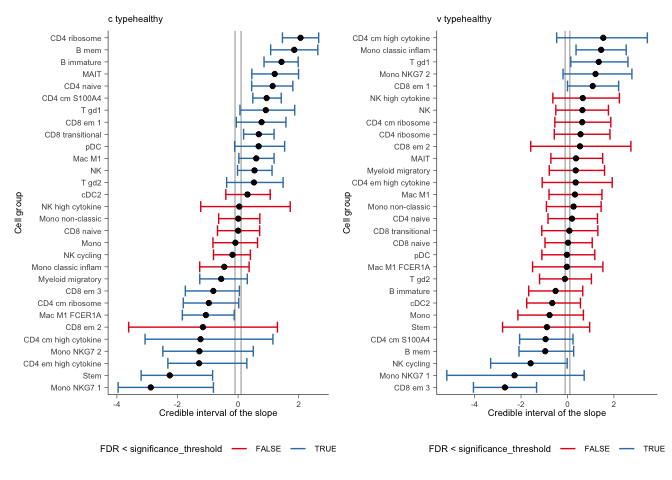 c typehealthy
CD4 ribosome
B mem
B immature
MAIT
CD4 naive
CD4 cm S100A4
T gd1
CD8 em 1
CD8 transitional
pDC
Mac M1
NK
T gd2
cDC2
NK high cytokine
Mono non-classic
CD8 naive
Mono
NK cycling
Mono classic inflam
Myeloid migratory
CD8 em 3
CD4 cm ribosome
Mac M1 FCER1A
CD8 em 2
CD4 cm high cytokine
Mono NKG7 2
CD4 em high cytokine
Stem
Mono NKG7 1
Cell group
-4 -2 0 2
Credible interval of the slope
FDR < significance_threshold FALSE TRUE
v typehealthy
CD4 cm high cytokine
Mono classic inflam
T gd1
Mono NKG7 2
CD8 em 1
NK high cytokine
NK
CD4 cm ribosome
CD4 ribosome
CD8 em 2
MAIT
Myeloid migratory
CD4 em high cytokine
Mac M1
Mono non-classic
CD4 naive
CD8 transitional
CD8 naive
pDC
Mac M1 FCER1A
T gd2
B immature
cDC2
Mono
Stem
CD4 cm S100A4
B mem
NK cycling
Mono NKG7 1
CD8 em 3
Cell group
-4 -2 0 2
Credible interval of the slope
FDR < significance_threshold FALSE TRUE